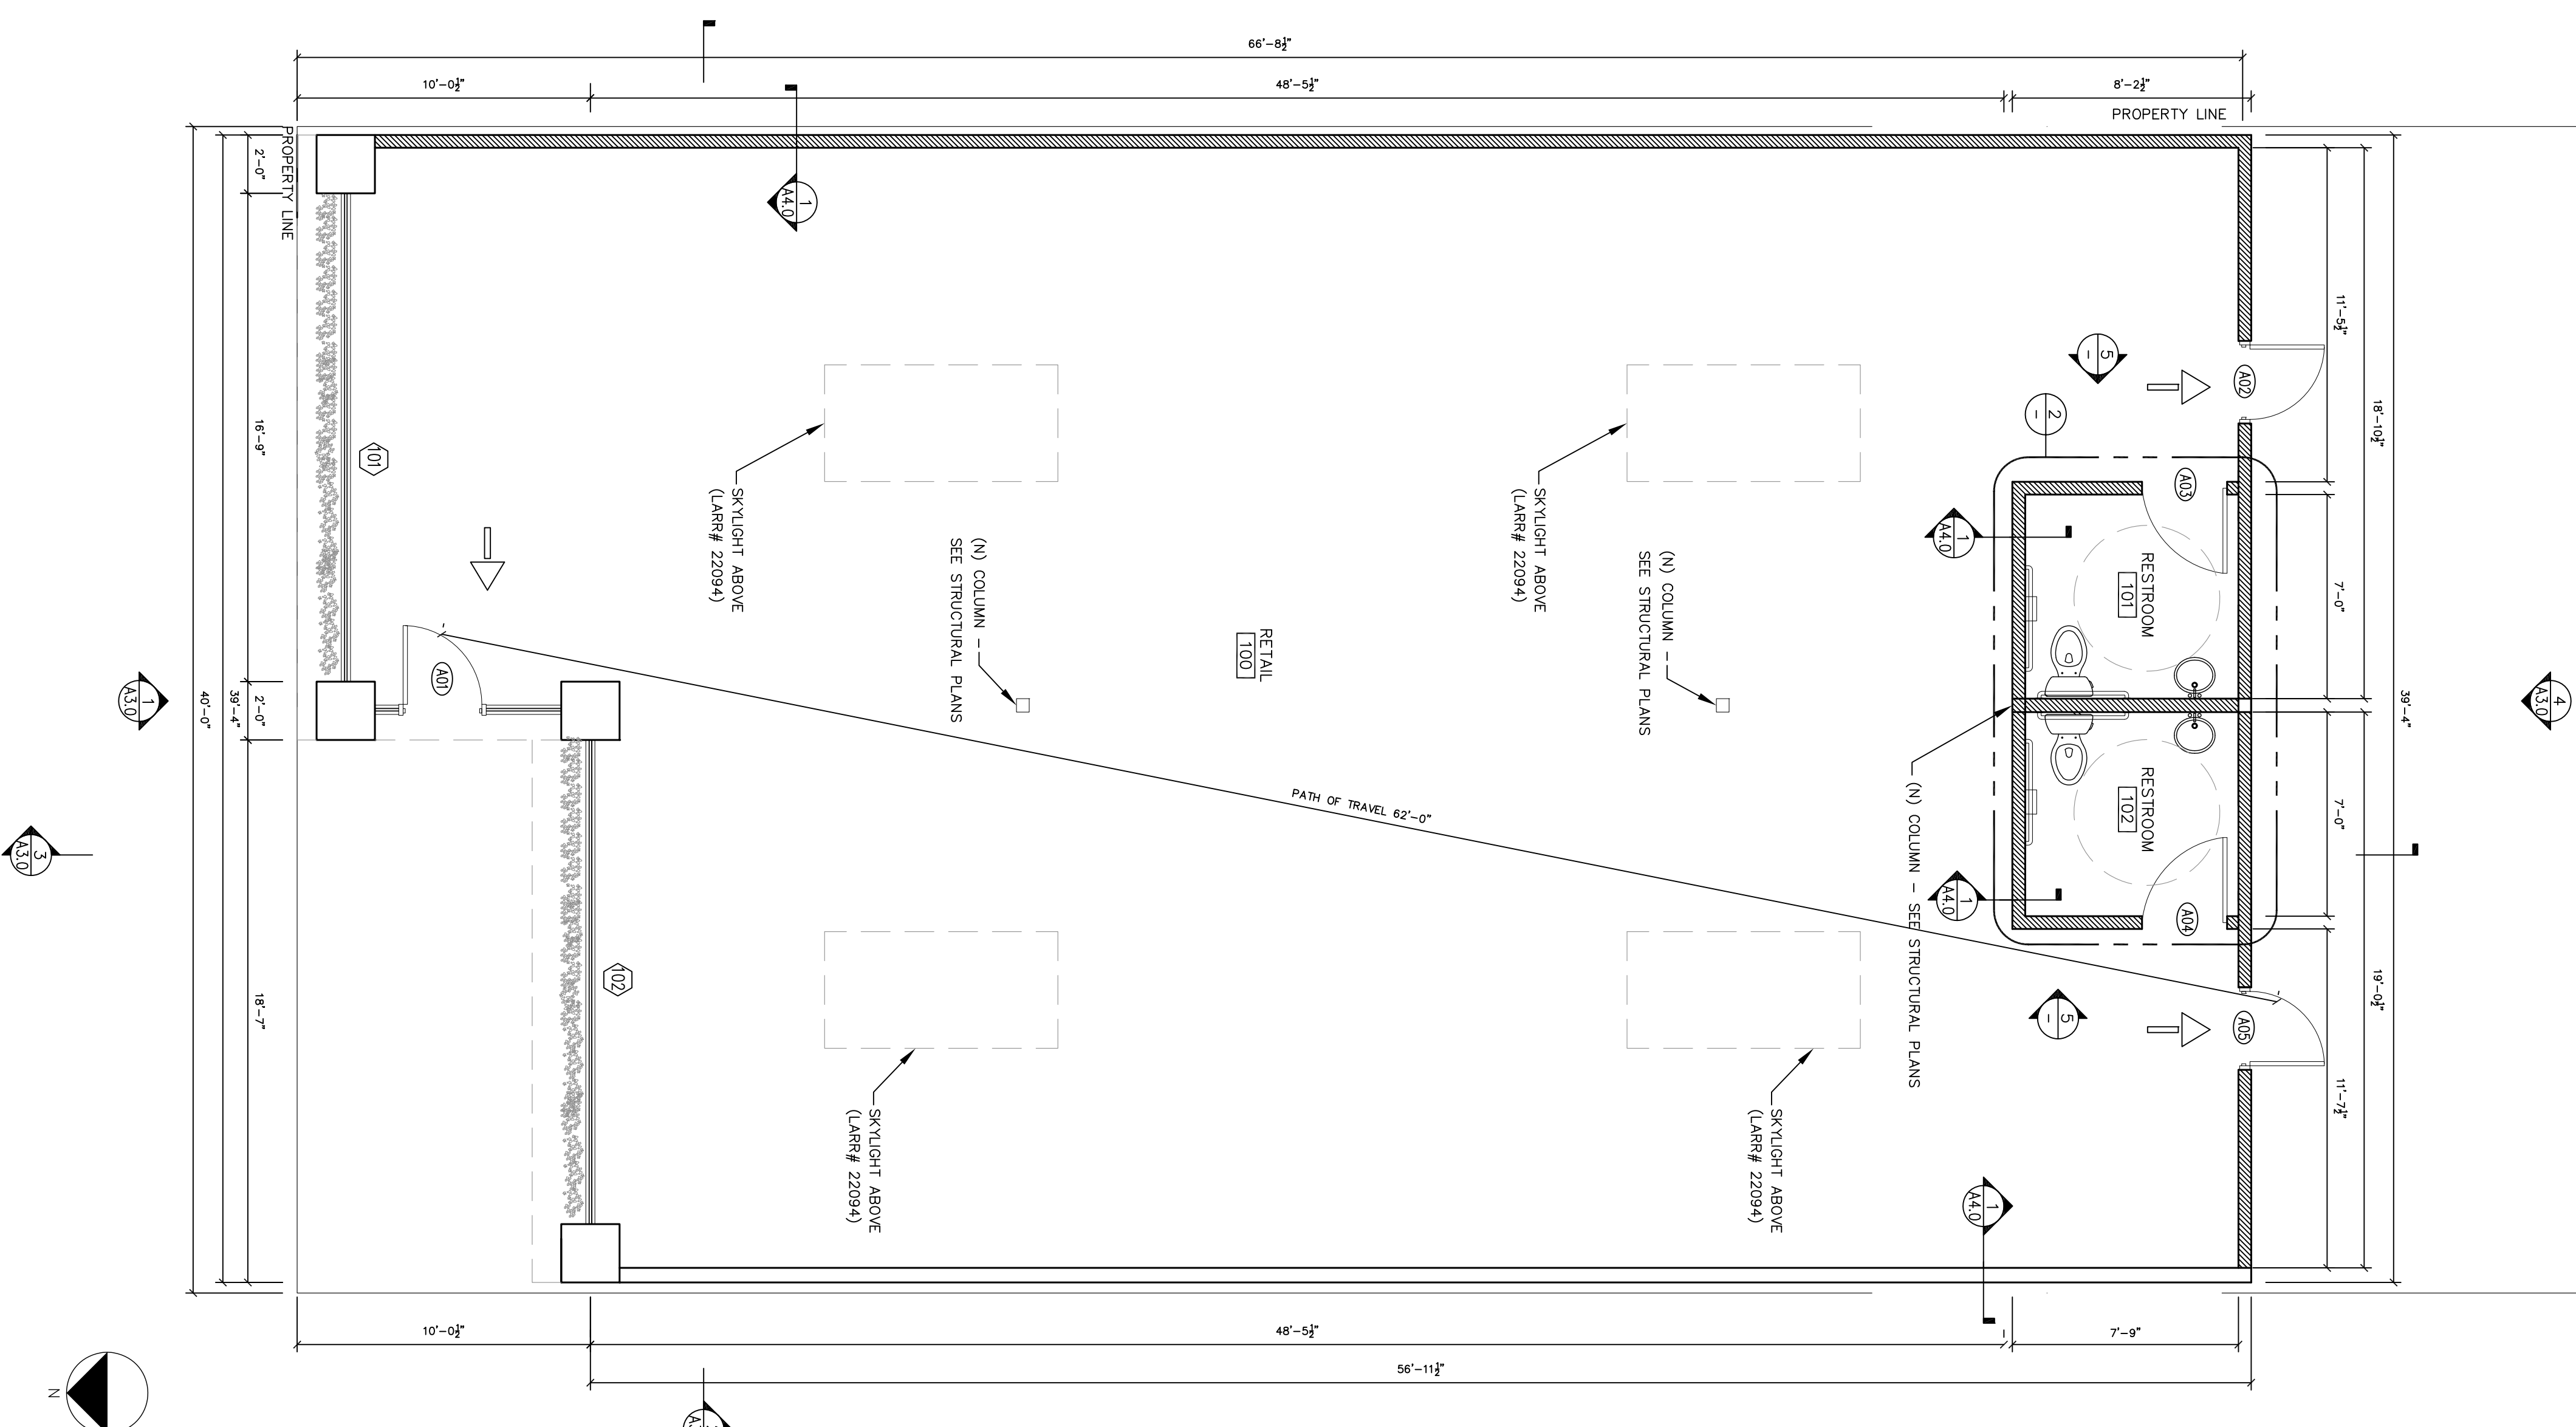 66'-8½"
10'-0½"
48'-5½"
8'-2½"
PROPERTY LINE
PROPERTY LINE
2'-0"
16'-9"
2'-0"
18'-7"
39'-4"
40'-0"
11'-5½"
7'-0"
7'-0"
11'-7½"
18'-10½"
19'-0½"
39'-4"
1
A4.0
101
SKYLIGHT ABOVE
(LARR# 22094)
SKYLIGHT ABOVE
(LARR# 22094)
(N) COLUMN –
SEE STRUCTURAL PLANS
(N) COLUMN –
SEE STRUCTURAL PLANS
RETAIL
100
5
–
2
–
A02
A03
1
A4.0
RESTROOM
101
RESTROOM
102
A04
1
A4.0
(N) COLUMN – SEE STRUCTURAL PLANS
5
–
A05
A01
1
A3.0
3
A3.0
4
A3.0
PATH OF TRAVEL 62'-0"
102
SKYLIGHT ABOVE
(LARR# 22094)
SKYLIGHT ABOVE
(LARR# 22094)
1
A4.0
10'-0½"
48'-5½"
7'-9"
56'-11½"
N